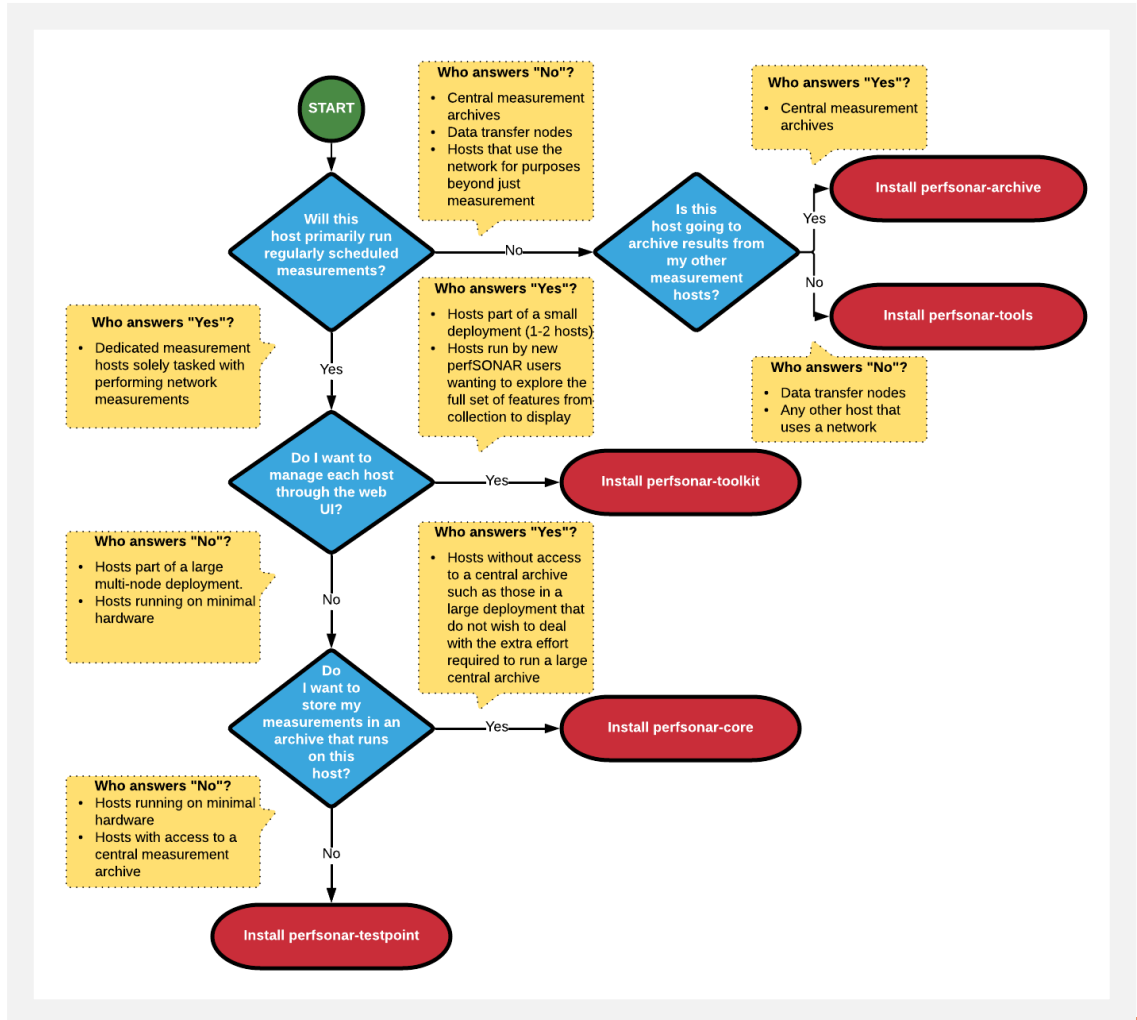 START
Who answers "No"?
• Central measurement
archives
• Data transfer nodes
• Hosts that use the
network for purposes
beyond just
measurement
Who answers "Yes"?
• Central measurement
archives
Will this
host primarily run
regularly scheduled
measurements?
No
Is this
host going to
archive results from
my other
measurement
hosts?
Yes
Install perfsonar-archive
No
Install perfsonar-tools
Who answers "No"?
• Data transfer nodes
• Any other host that
uses a network
Who answers "Yes"?
• Dedicated measurement
hosts solely tasked with
performing network
measurements
Yes
Who answers "Yes"?
• Hosts part of a small
deployment (1-2 hosts)
• Hosts run by new
perfSONAR users
wanting to explore the
full set of features from
collection to display
Do I want to
manage each host
through the web
UI?
Yes
Install perfsonar-toolkit
Who answers "No"?
• Hosts part of a large
multi-node deployment.
• Hosts running on minimal
hardware
No
Who answers "Yes"?
• Hosts without access
to a central archive
such as those in a
large deployment that
do not wish to deal
with the extra effort
required to run a large
central archive
Do
I want to
store my
measurements in an
archive that runs
on this
host?
Yes
Install perfsonar-core
Who answers "No"?
• Hosts running on minimal
hardware
• Hosts with access to a
central measurement
archive
No
Install perfsonar-testpoint